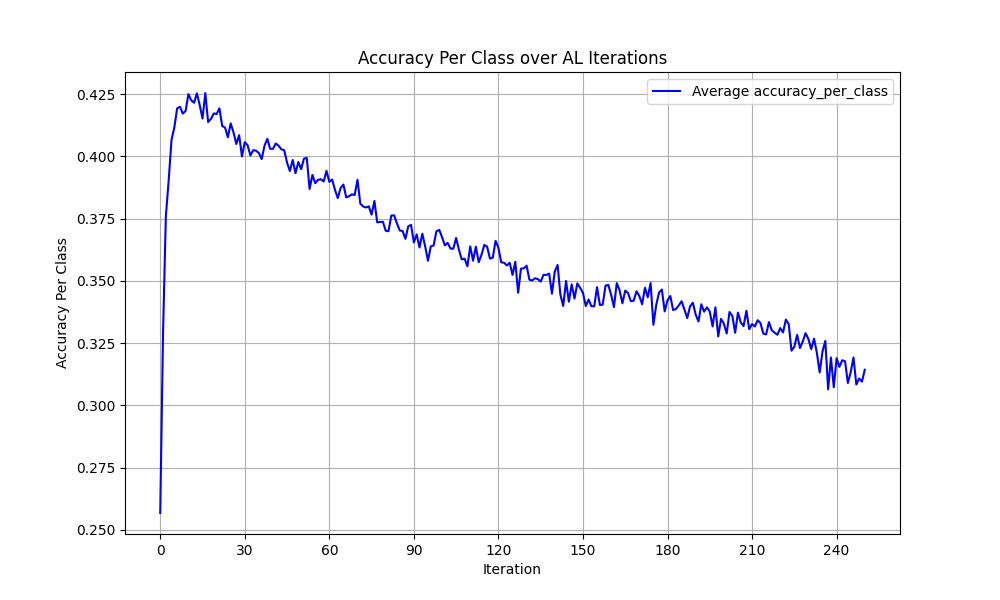 Accuracy Per Class over AL Iterations
Average accuracy_per_class
Accuracy Per Class
0.425
0.400
0.375
0.350
0.325
0.300
0.275
0.250
0 30 60 90 120 150 180 210 240
Iteration